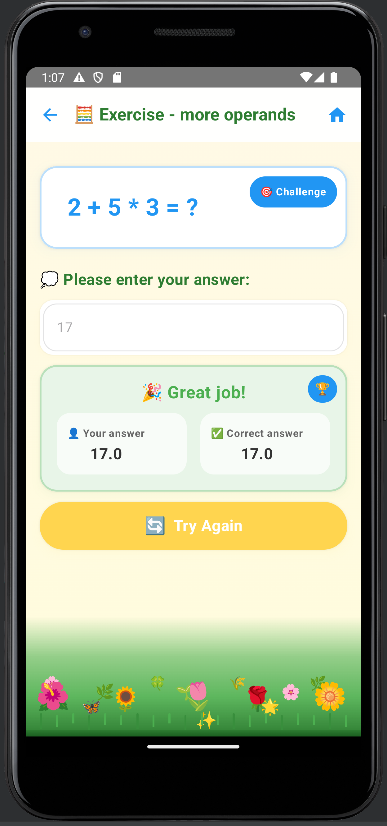 1:07
Exercise - more operands
Challenge
2 + 5 * 3 = ?
Please enter your answer:
17
Great job!
Your answer
17.0
Correct answer
17.0
Try Again